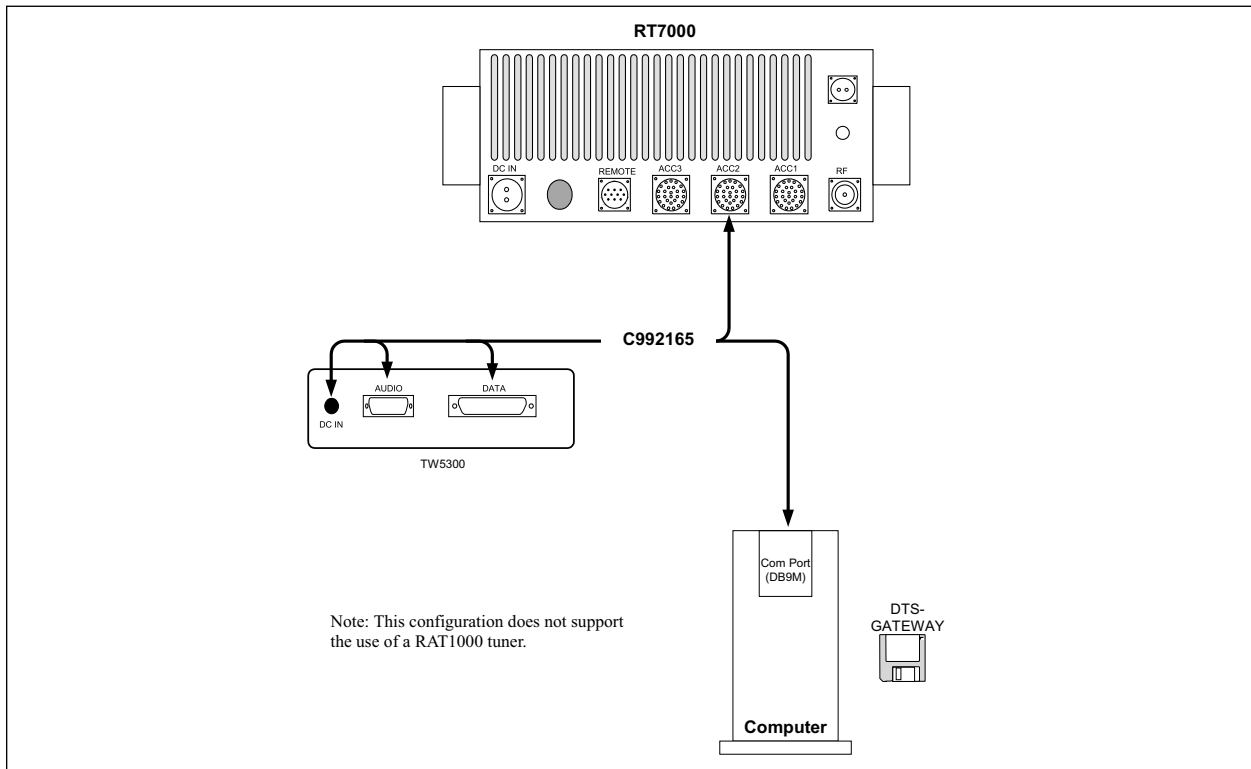 RT7000
DC IN
REMOTE
ACC3
ACC2
ACC1
RF
C992165
AUDIO
DATA
DC IN
TW5300
Com Port
(DB9M)
DTS-
GATEWAY
Note: This configuration does not support
the use of a RAT1000 tuner.
Computer